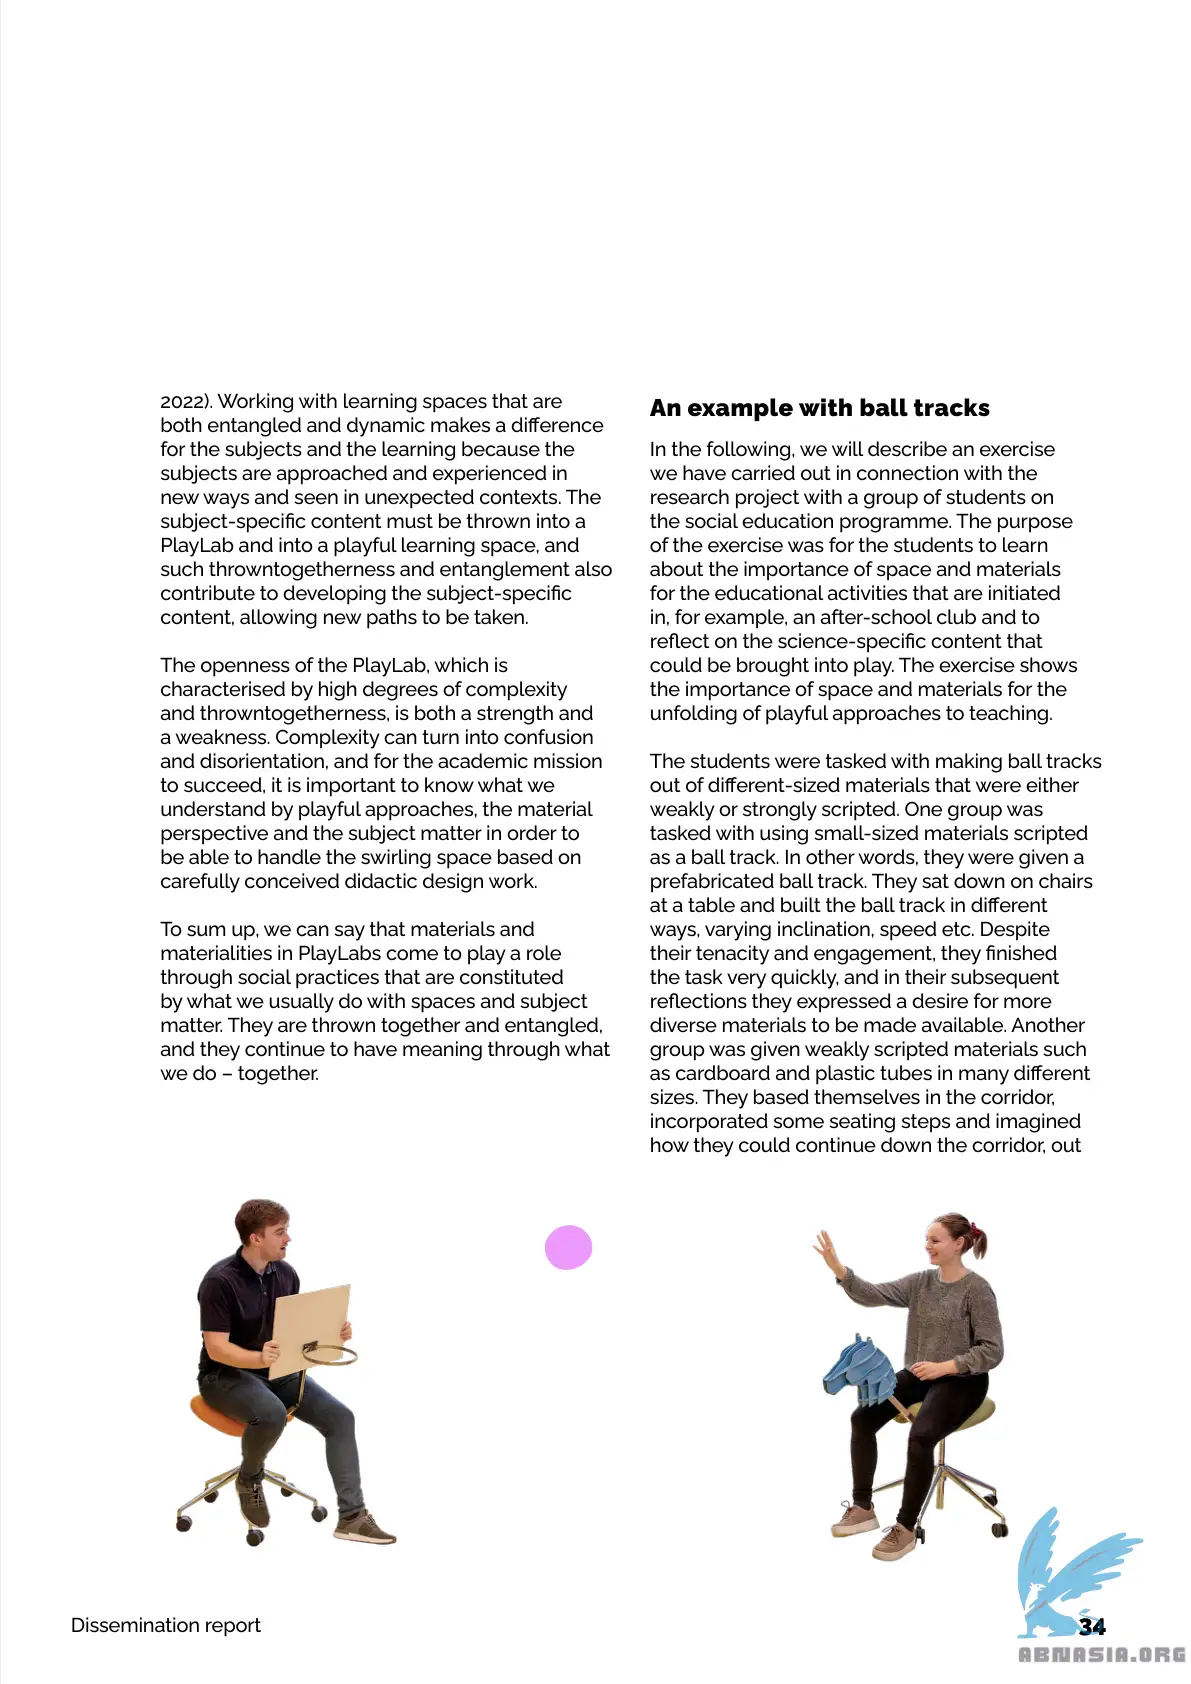 2022). Working with learning spaces that are
both entangled and dynamic makes a difference
for the subjects and the learning because the
subjects are approached and experienced in
new ways and seen in unexpected contexts. The
subject-specific content must be thrown into a
PlayLab and into a playful learning space, and
such throwntogetherness and entanglement also
contribute to developing the subject-specific
content, allowing new paths to be taken.
The openness of the PlayLab, which is
characterised by high degrees of complexity
and throwntogetherness, is both a strength and
a weakness. Complexity can turn into confusion
and disorientation, and for the academic mission
to succeed, it is important to know what we
understand by playful approaches, the material
perspective and the subject matter in order to
be able to handle the swirling space based on
carefully conceived didactic design work.
To sum up, we can say that materials and
materialities in PlayLabs come to play a role
through social practices that are constituted
by what we usually do with spaces and subject
matter. They are thrown together and entangled,
and they continue to have meaning through what
we do – together.
An example with ball tracks
In the following, we will describe an exercise
we have carried out in connection with the
research project with a group of students on
the social education programme. The purpose
of the exercise was for the students to learn
about the importance of space and materials
for the educational activities that are initiated
in, for example, an after-school club and to
reflect on the science-specific content that
could be brought into play. The exercise shows
the importance of space and materials for the
unfolding of playful approaches to teaching.
The students were tasked with making ball tracks
out of different-sized materials that were either
weakly or strongly scripted. One group was
tasked with using small-sized materials scripted
as a ball track. In other words, they were given a
prefabricated ball track. They sat down on chairs
at a table and built the ball track in different
ways, varying inclination, speed etc. Despite
their tenacity and engagement, they finished
the task very quickly, and in their subsequent
reflections they expressed a desire for more
diverse materials to be made available. Another
group was given weakly scripted materials such
as cardboard and plastic tubes in many different
sizes. They based themselves in the corridor,
incorporated some seating steps and imagined
how they could continue down the corridor, out
Dissemination report
34
ABNASIA.ORG